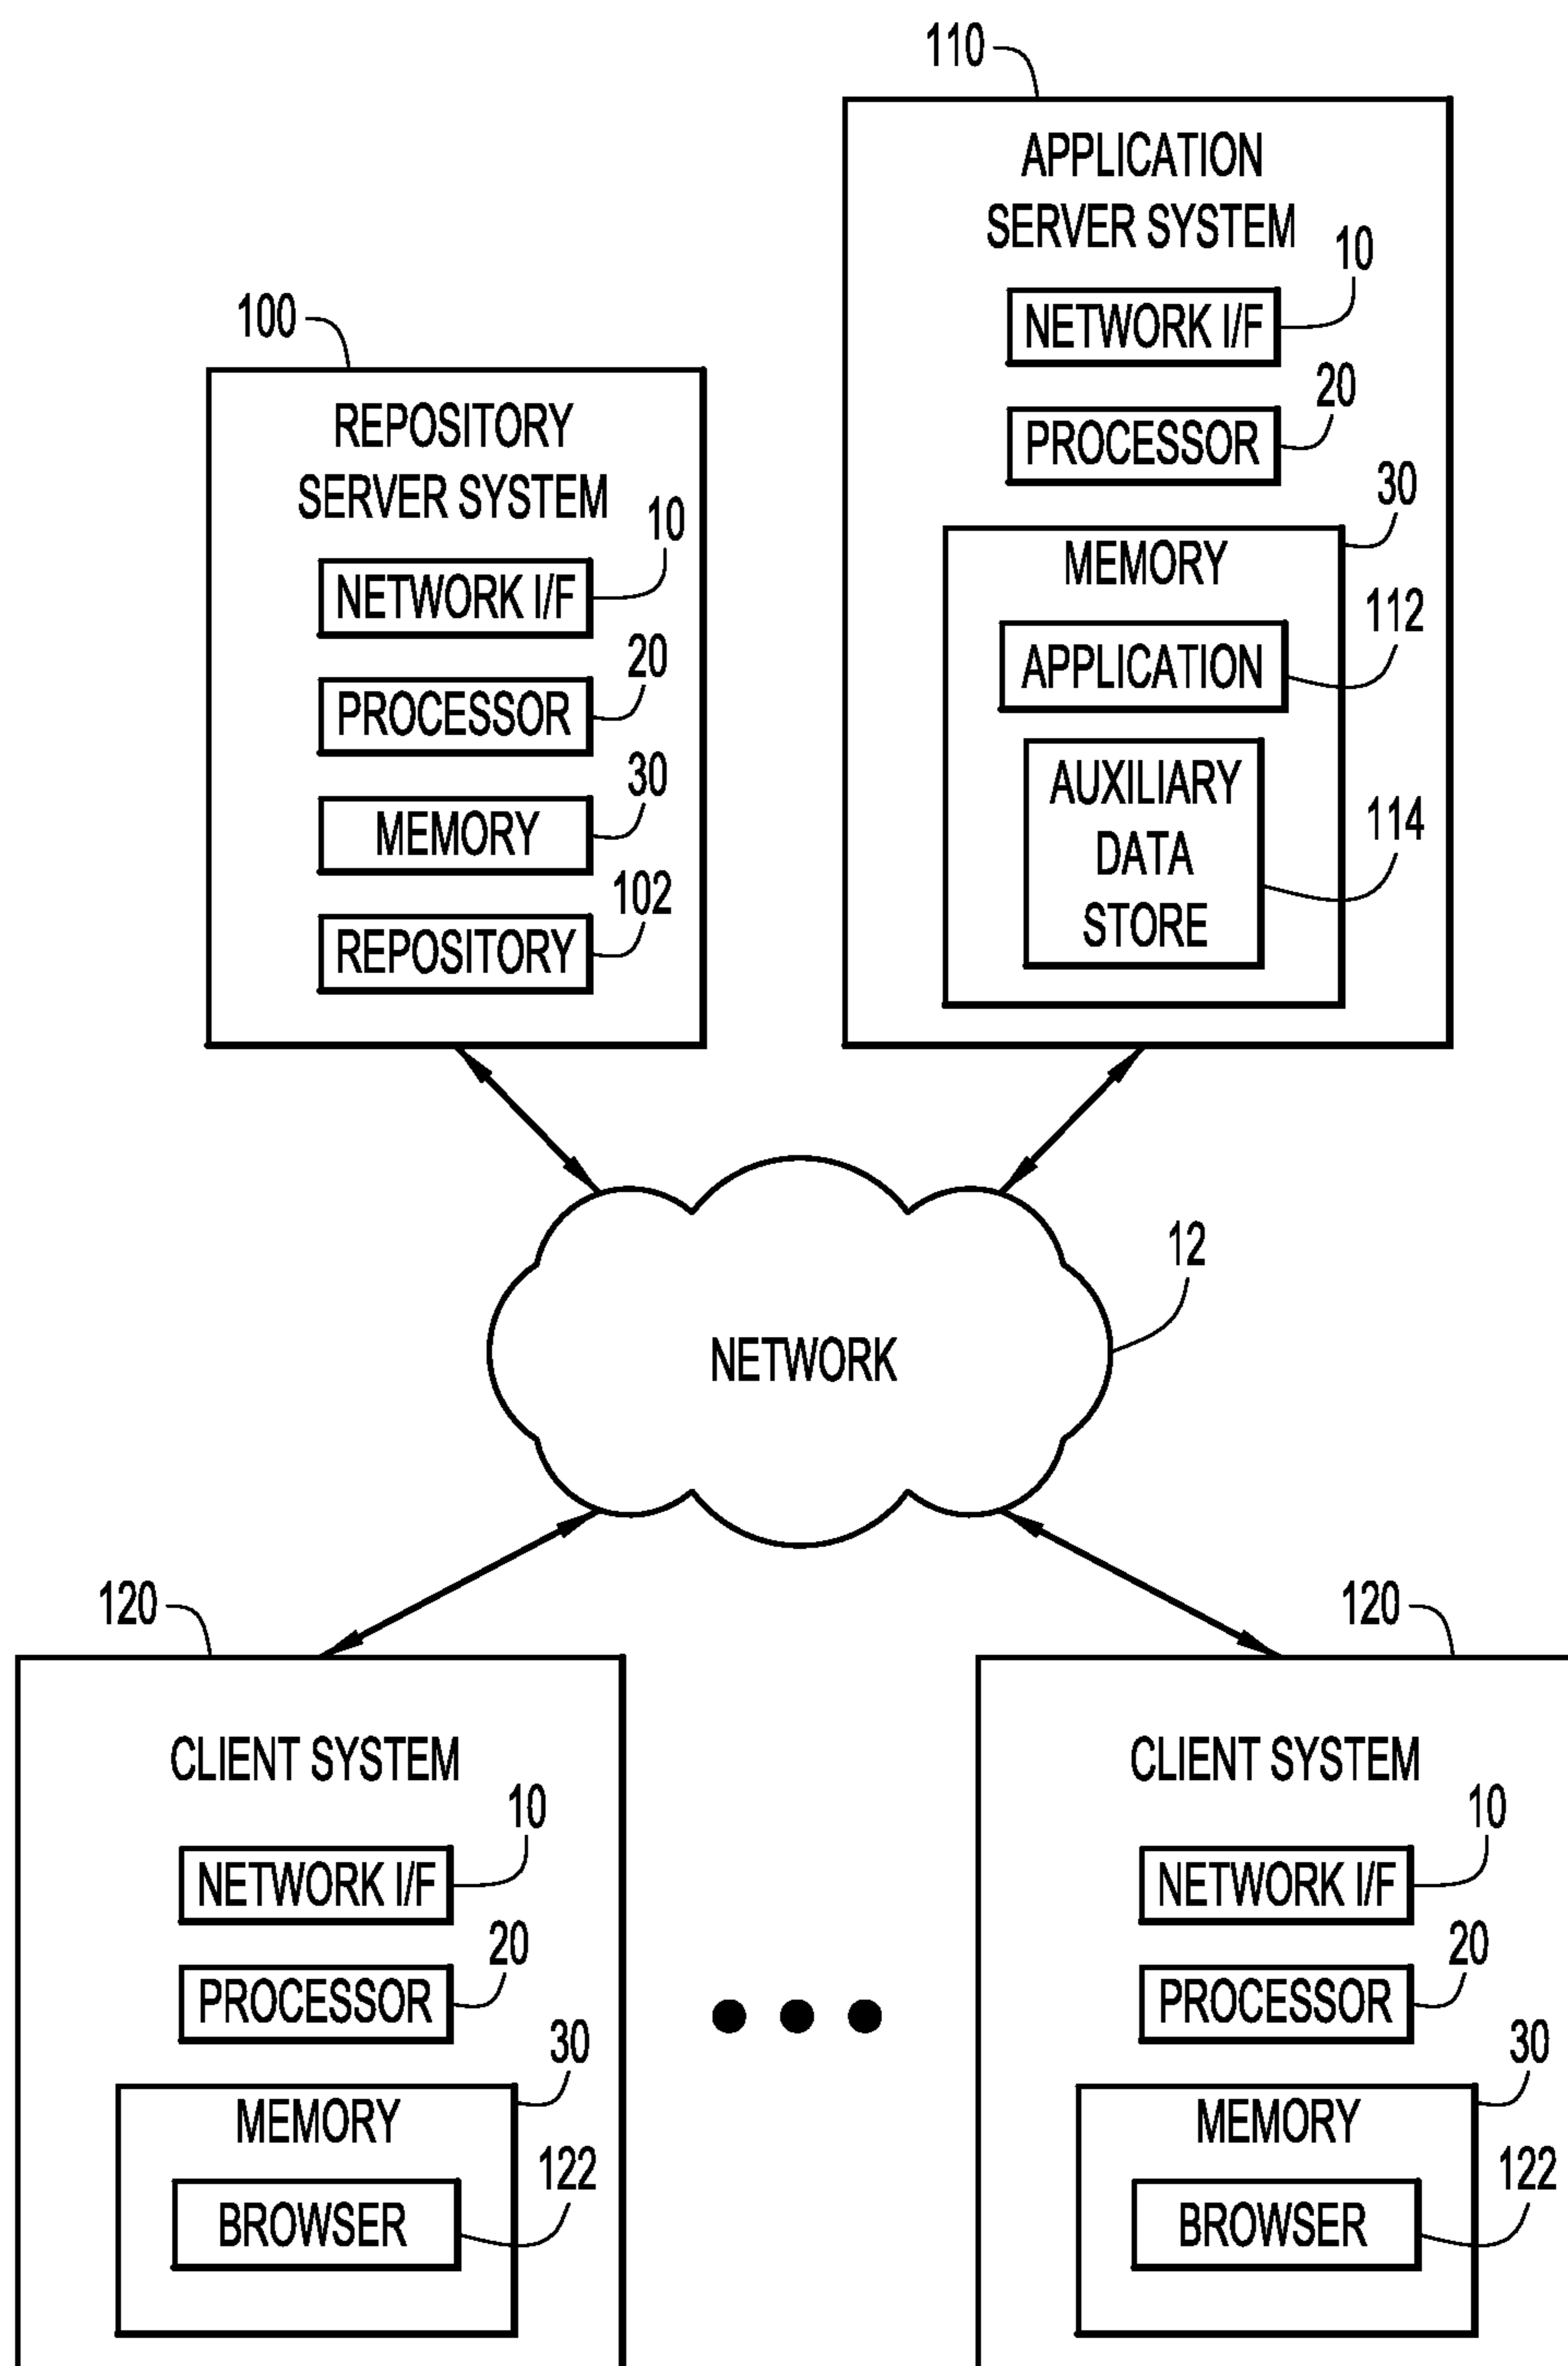 110
APPLICATION
SERVER SYSTEM
10
NETWORK I/F
20
PROCESSOR
30
MEMORY
112
APPLICATION
AUXILIARY
DATA
STORE
114
100
REPOSITORY
SERVER SYSTEM
10
NETWORK I/F
20
PROCESSOR
30
MEMORY
102
REPOSITORY
12
NETWORK
120
CLIENT SYSTEM
10
NETWORK I/F
20
PROCESSOR
30
MEMORY
122
BROWSER
120
CLIENT SYSTEM
10
NETWORK I/F
20
PROCESSOR
30
MEMORY
122
BROWSER